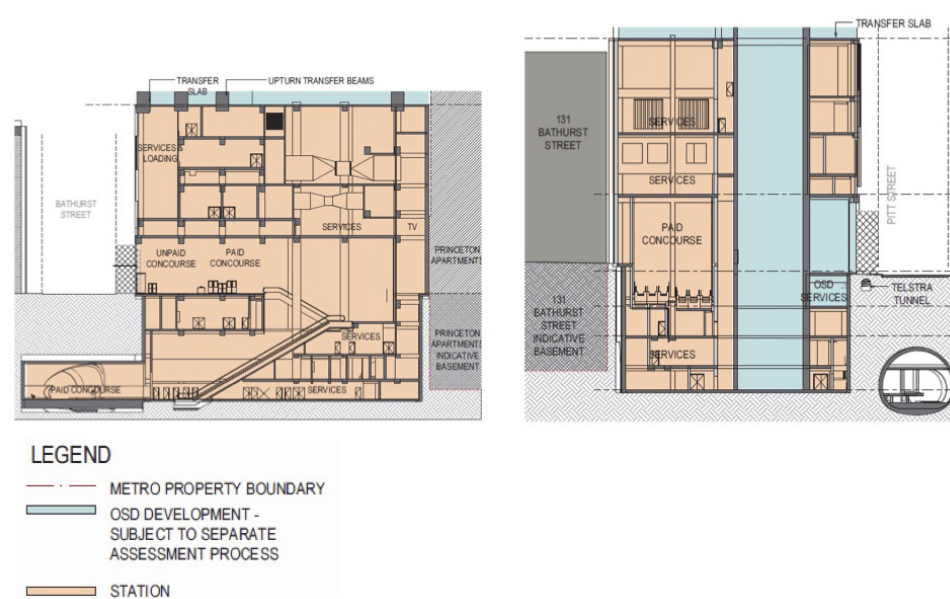 TRANSFER
SLAB
UPTURN TRANSFER BEAMS
SERVICES &
LOADING
BATHURST
STREET
SERVICES
TV
UNPAID
CONCOURSE
PAID
CONCOURSE
PRINCETON
APARTMENTS
SERVICES
PRINCETON
APARTMENTS
INDICATIVE
BASEMENT
PAID CONCOURSE
SERVICES
TRANSFER SLAB
131
BATHURST
STREET
SERVICES
SERVICES
PITT STREET
PAID
CONCOURSE
OSD
SERVICES
TELSTRA
TUNNEL
131
BATHURST
STREET
INDICATIVE
BASEMENT
SERVICES
LEGEND
METRO PROPERTY BOUNDARY
OSD DEVELOPMENT -
SUBJECT TO SEPARATE
ASSESSMENT PROCESS
STATION